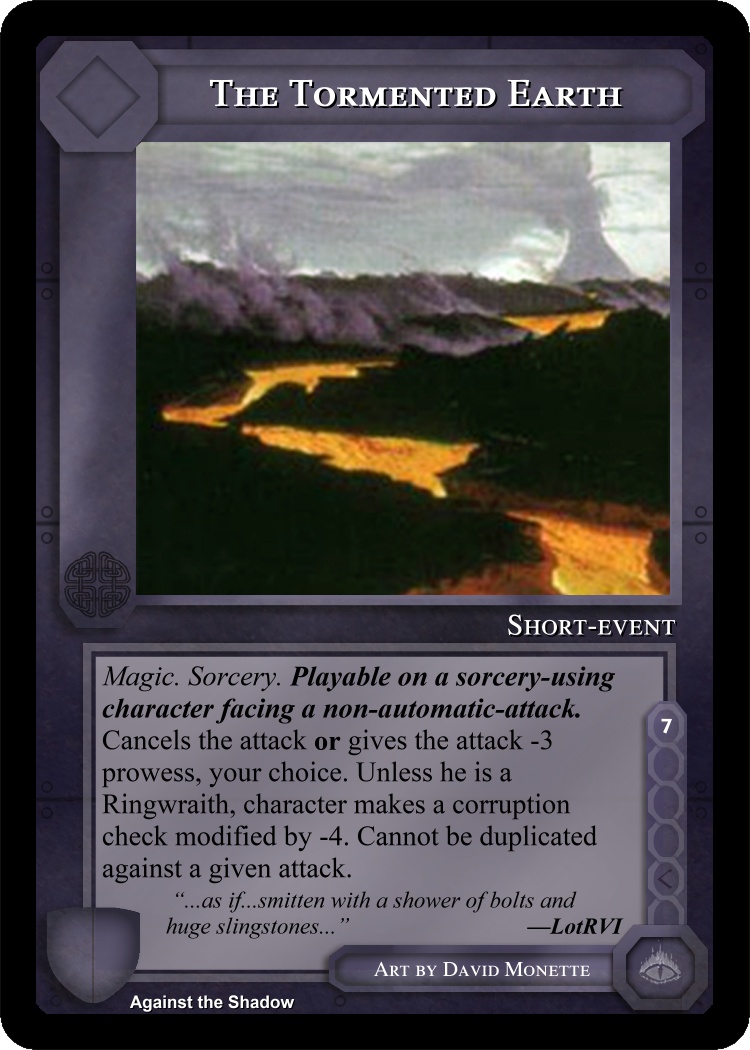 The Tormented Earth
Short-event
Magic. Sorcery. Playable on a sorcery-using
character facing a non-automatic-attack.
Cancels the attack or gives the attack -3
prowess, your choice. Unless he is a
Ringwraith, character makes a corruption
check modified by -4. Cannot be duplicated
against a given attack.
“...as if...smitten with a shower of bolts and
huge slingstones...” —LotRVI
7
Art by David Monette
Against the Shadow